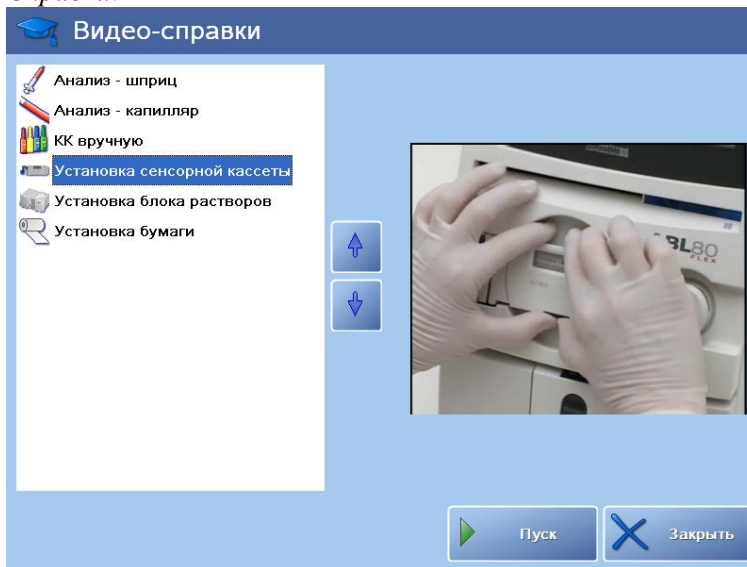 Видео-справки
Анализ - шприц
Анализ - капилляр
КК вручную
Установка сенсорной кассеты
Установка блока растворов
Установка бумаги
ABL80
FLEX
Пуск
Закрыть